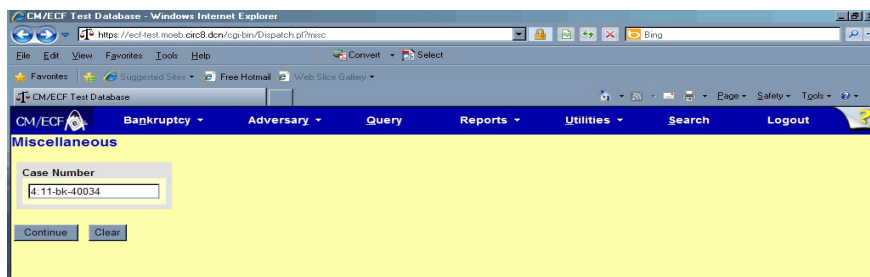 CM/ECF Test Database - Windows Internet Explorer
https://ecf-test.moeb.circ8.dcn/cgi-bin/Dispatch.pl?misc
Bing
File Edit View Favorites Tools Help
Convert Select
Favorites Suggested Sites Free Hotmail Web Slice Gallery
CM/ECF Test Database
Page Safety Tools
CM/ECF Bankruptcy Adversary Query Reports Utilities Search Logout ?
Miscellaneous
Case Number
4:11-bk-40034
Continue Clear